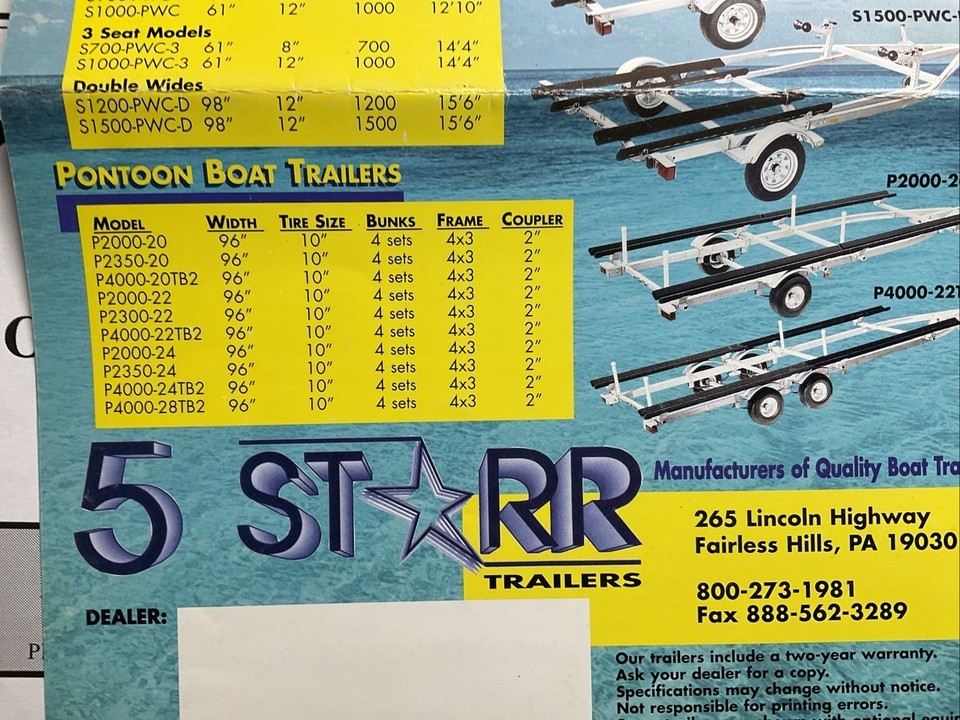 S1000-PWC 61" 12" 1000 12'10"
3 Seat Models
S700-PWC-3 61" 8" 700 14'4"
S1000-PWC-3 61" 12" 1000 14'4"
Double Wides
S1200-PWC-D 98" 12" 1200 15'6"
S1500-PWC-D 98" 12" 1500 15'6"
S1500-PWC-
PONTOON BOAT TRAILERS
MODEL WIDTH TIRE SIZE BUNKS FRAME COUPLER
P2000-20 96" 10" 4 sets 4x3 2"
P2350-20 96" 10" 4 sets 4x3 2"
P4000-20TB2 96" 10" 4 sets 4x3 2"
P2000-22 96" 10" 4 sets 4x3 2"
P2300-22 96" 10" 4 sets 4x3 2"
P4000-22TB2 96" 10" 4 sets 4x3 2"
P2000-24 96" 10" 4 sets 4x3 2"
P2350-24 96" 10" 4 sets 4x3 2"
P4000-24TB2 96" 10" 4 sets 4x3 2"
P4000-28TB2 96" 10" 4 sets 4x3 2"
P2000-2
P4000-22T
5 STARR
TRAILERS
Manufacturers of Quality Boat Tra
265 Lincoln Highway
Fairless Hills, PA 19030
800-273-1981
Fax 888-562-3289
DEALER:
Our trailers include a two-year warranty.
Ask your dealer for a copy.
Specifications may change without notice.
Not responsible for printing errors.